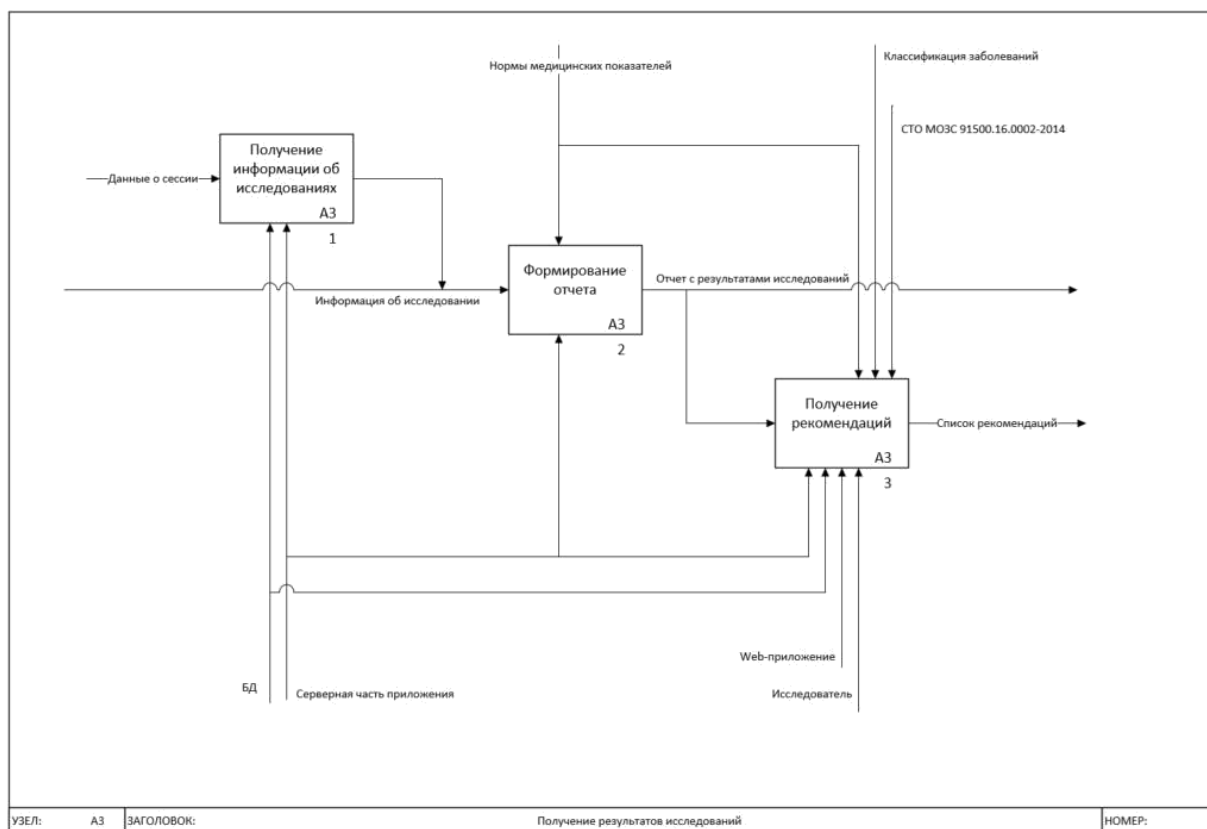 Нормы медицинских показателей
Классификация заболеваний
СТО МОЗС 91500.16.0002-2014
Данные о сессии
Получение
информации об
исследованиях
А3
1
Информация об исследовании
Формирование
отчета
А3
2
Отчет с результатами исследований
Получение
рекомендаций
А3
3
Список рекомендаций
Web-приложение
БД
Серверная часть приложения
Исследователь
УЗЕЛ: А3 ЗАГОЛОВОК: Получение результатов исследований НОМЕР: